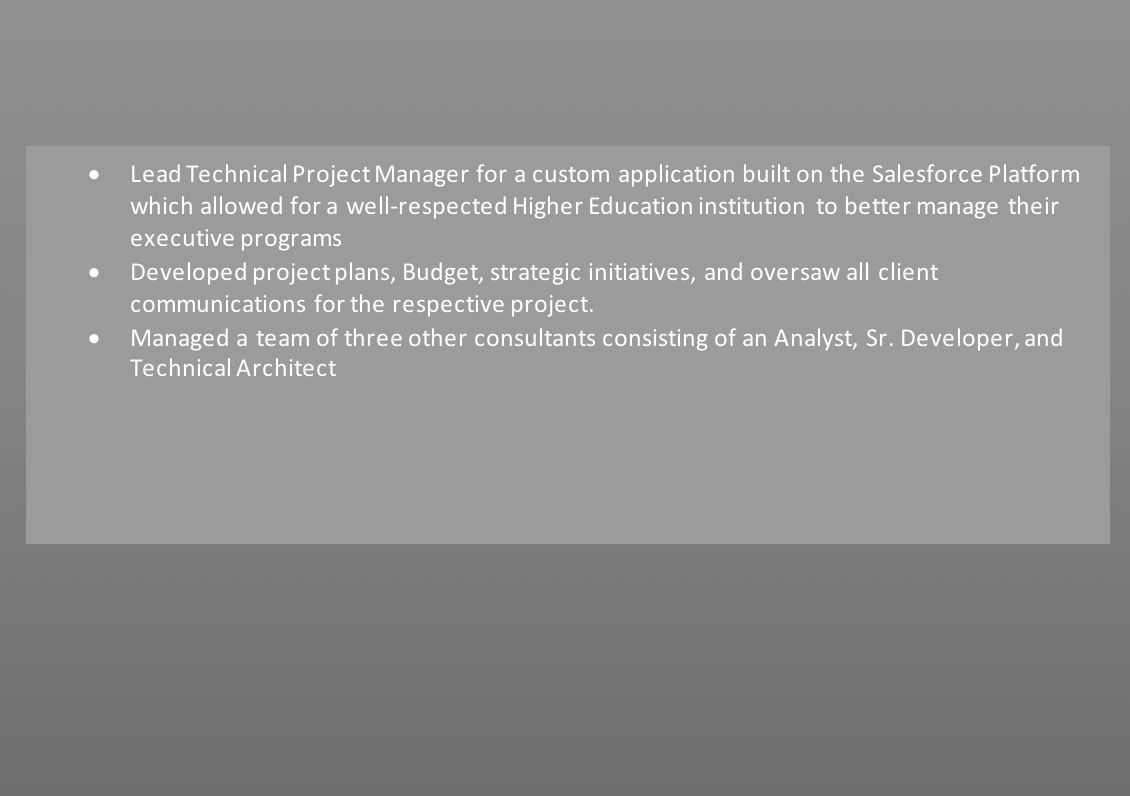 • Lead Technical Project Manager for a custom application built on the Salesforce Platform
which allowed for a well-respected Higher Education institution to better manage their
executive programs
• Developed project plans, Budget, strategic initiatives, and oversaw all client
communications for the respective project.
• Managed a team of three other consultants consisting of an Analyst, Sr. Developer, and
Technical Architect